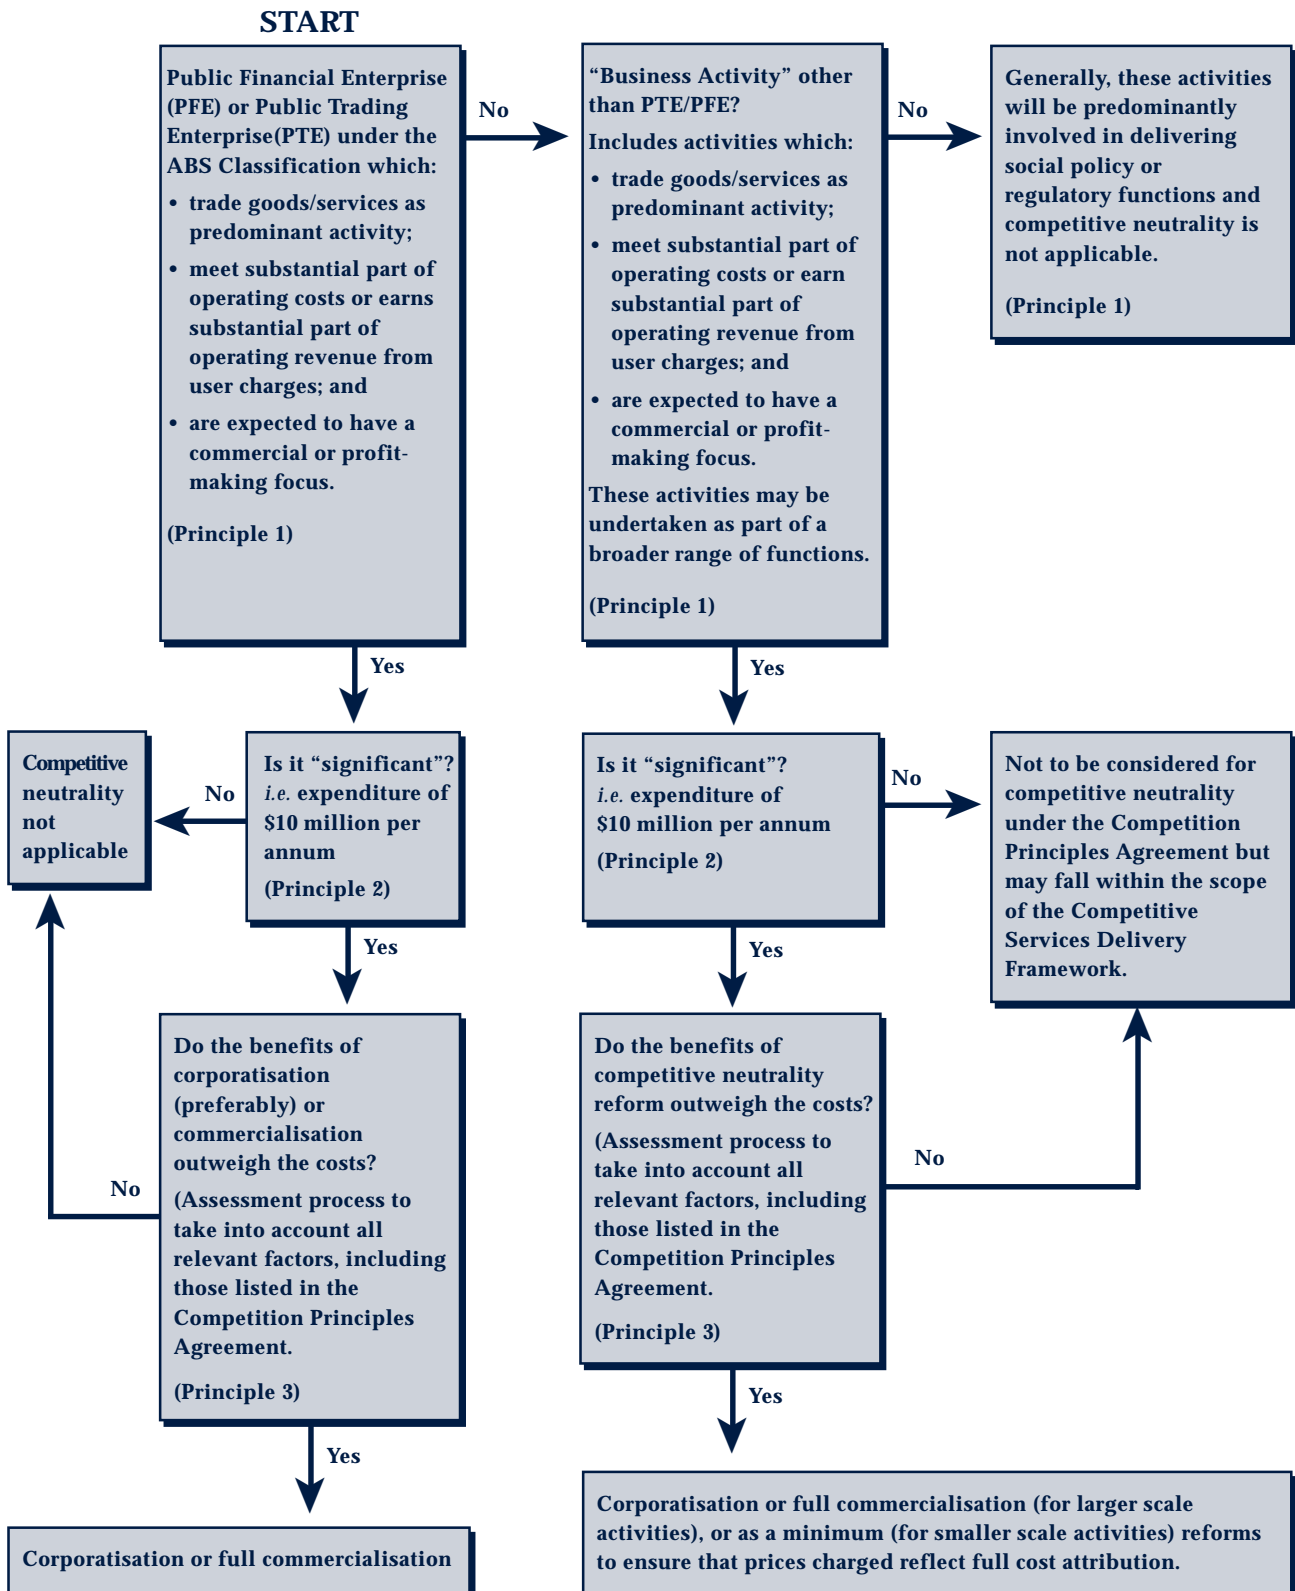 START
Public Financial Enterprise
(PFE) or Public Trading
Enterprise(PTE) under the
ABS Classification which:
• trade goods/services as
predominant activity;
• meet substantial part of
operating costs or earns
substantial part of
operating revenue from
user charges; and
• are expected to have a
commercial or profit-
making focus.
(Principle 1)
No
“Business Activity” other
than PTE/PFE?
Includes activities which:
• trade goods/services as
predominant activity;
• meet substantial part of
operating costs or earn
substantial part of
operating revenue from
user charges; and
• are expected to have a
commercial or profit-
making focus.
These activities may be
undertaken as part of a
broader range of functions.
(Principle 1)
No
Generally, these activities
will be predominantly
involved in delivering
social policy or
regulatory functions and
competitive neutrality is
not applicable.
(Principle 1)
Yes
Yes
Competitive
neutrality
not
applicable
No
Is it “significant”?
i.e. expenditure of
$10 million per
annum
(Principle 2)
Is it “significant”?
i.e. expenditure of
$10 million per annum
(Principle 2)
No
Not to be considered for
competitive neutrality
under the Competition
Principles Agreement but
may fall within the scope
of the Competitive
Services Delivery
Framework.
Yes
Yes
No
Do the benefits of
corporatisation
(preferably) or
commercialisation
outweigh the costs?
(Assessment process to
take into account all
relevant factors, including
those listed in the
Competition Principles
Agreement.
(Principle 3)
Do the benefits of
competitive neutrality
reform outweigh the costs?
(Assessment process to
take into account all
relevant factors, including
those listed in the
Competition Principles
Agreement.
(Principle 3)
No
Yes
Yes
Corporatisation or full commercialisation
Corporatisation or full commercialisation (for larger scale
activities), or as a minimum (for smaller scale activities) reforms
to ensure that prices charged reflect full cost attribution.